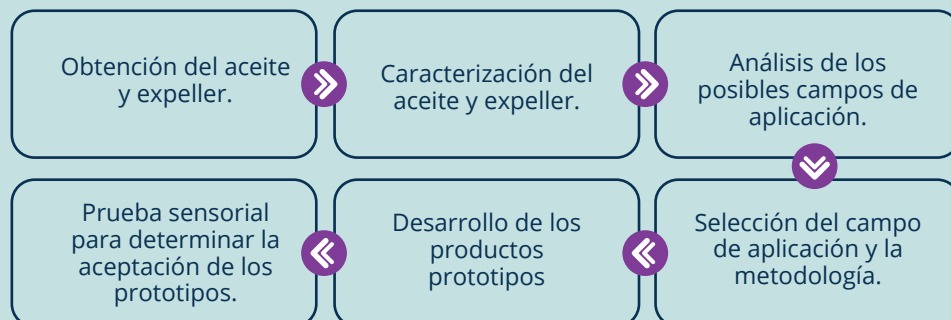 Obtención del aceite
y expeller.
Caracterización del
aceite y expeller.
Análisis de los
posibles campos de
aplicación.
Selección del campo
de aplicación y la
metodología.
Desarrollo de los
productos
prototipos
Prueba sensorial
para determinar la
aceptación de los
prototipos.